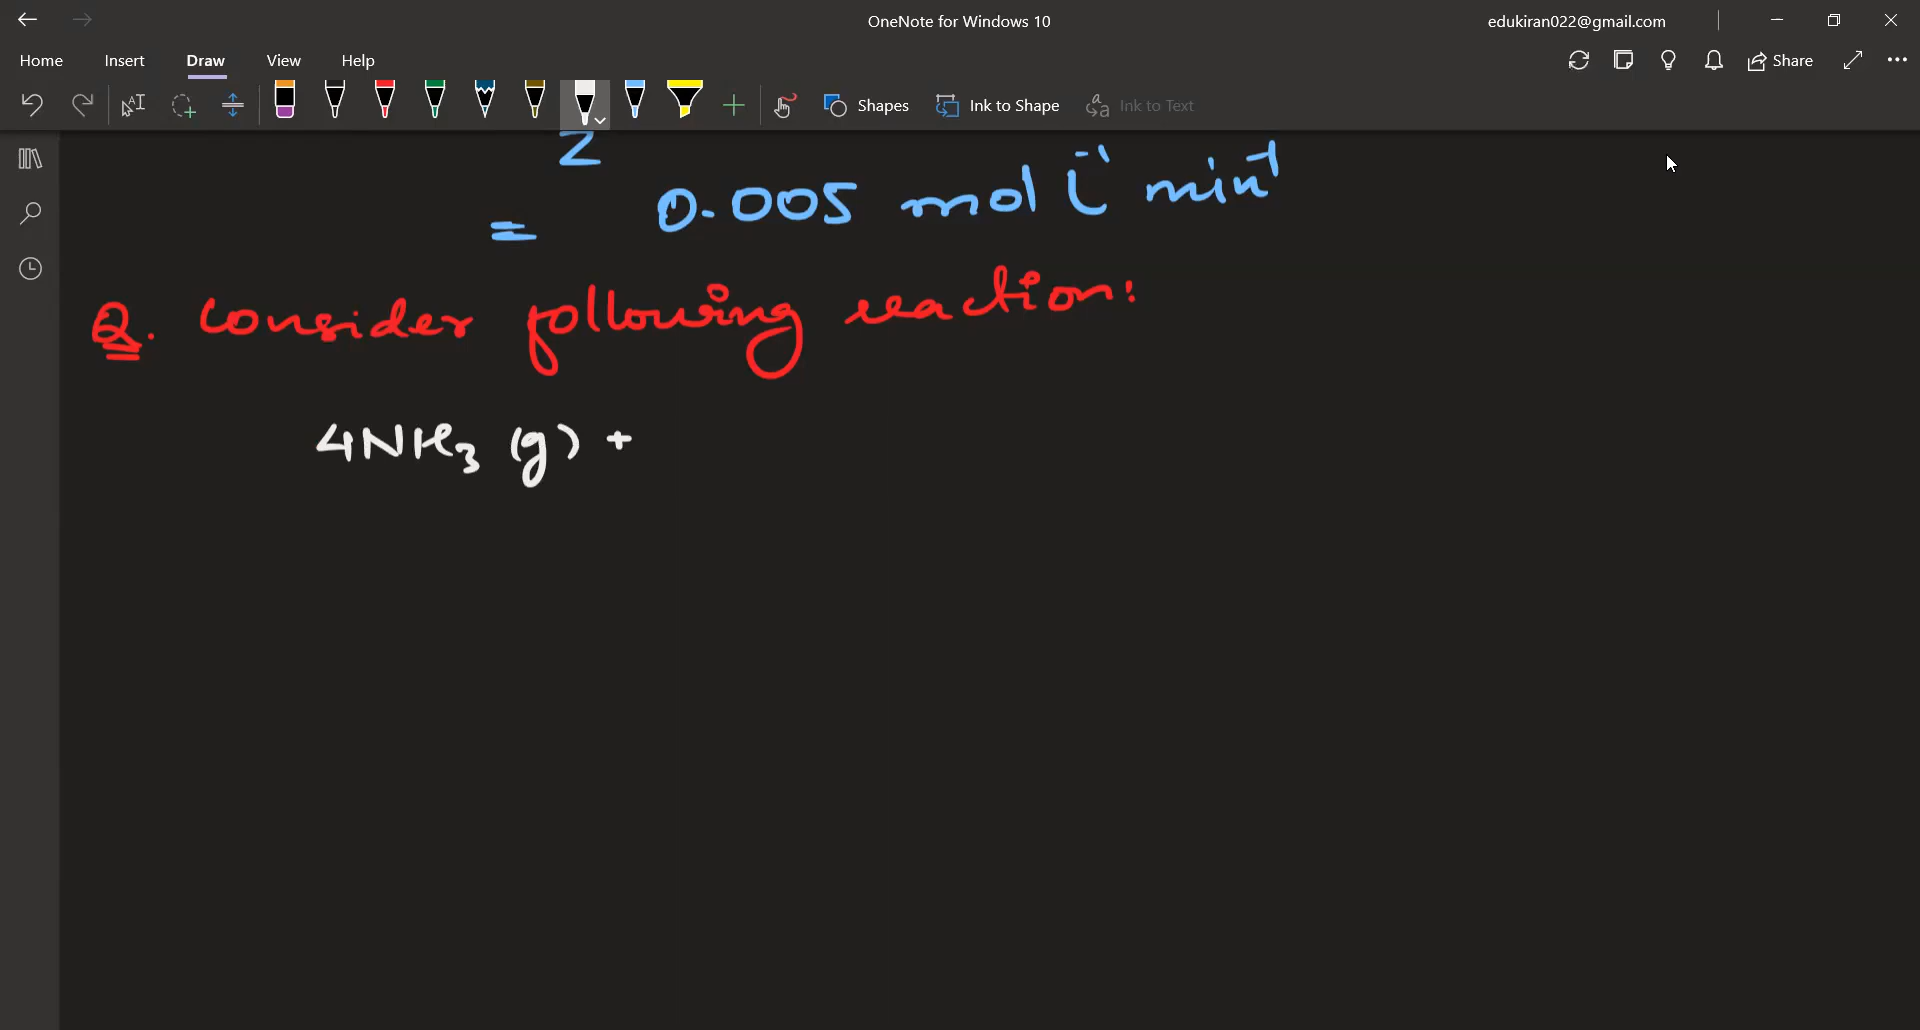 OneNote for Windows 10
edukiran022@gmail.com
Home Insert Draw View Help
Share
Shapes Ink to Shape Ink to Text
2
= 0.005 mol L⁻¹ min⁻¹
Q. Consider following reaction:
4NH₃ (g) +